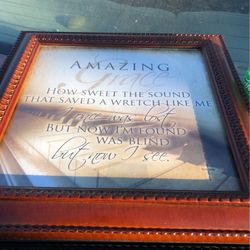 AMAZING
Grace
HOW SWEET THE SOUND
THAT SAVED A WRETCH LIKE ME
I once was lost
BUT NOW I'M FOUND
WAS BLIND
but now I see.